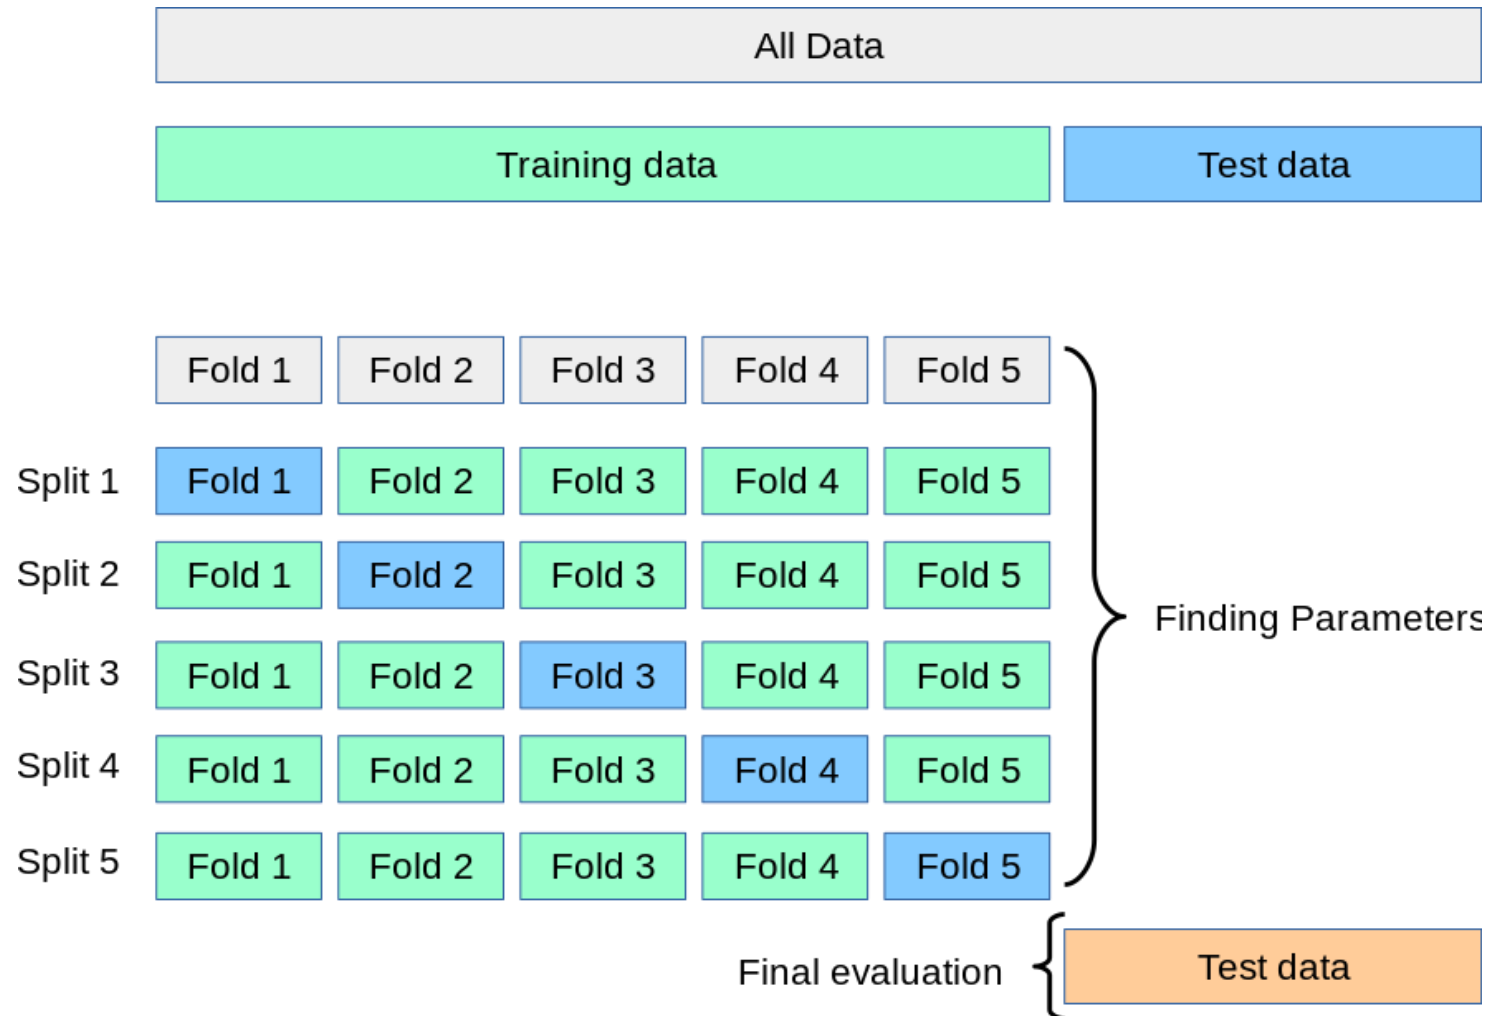 All Data
Training data Test data
Fold 1 Fold 2 Fold 3 Fold 4 Fold 5
Split 1 Fold 1 Fold 2 Fold 3 Fold 4 Fold 5
Split 2 Fold 1 Fold 2 Fold 3 Fold 4 Fold 5
Finding Parameters
Split 3 Fold 1 Fold 2 Fold 3 Fold 4 Fold 5
Split 4 Fold 1 Fold 2 Fold 3 Fold 4 Fold 5
Split 5 Fold 1 Fold 2 Fold 3 Fold 4 Fold 5
Final evaluation Test data